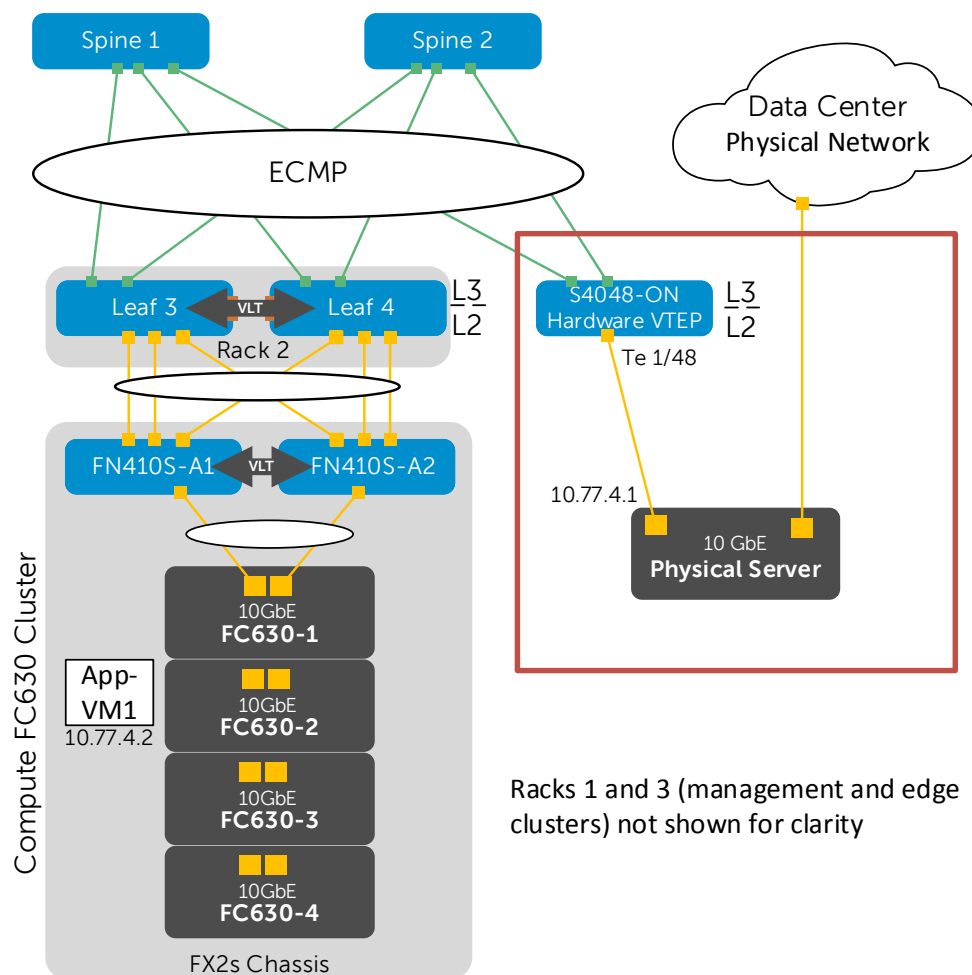 Spine 1
Spine 2
Data Center
Physical Network
ECMP
Leaf 3
VLT
Leaf 4
L3
L2
Rack 2
S4048-ON
Hardware VTEP
L3
L2
Te 1/48
FN410S-A1
VLT
FN410S-A2
10.77.4.1
10 GbE
Physical Server
Compute FC630 Cluster
10GbE
FC630-1
App-
VM1
10.77.4.2
10GbE
FC630-2
10GbE
FC630-3
10GbE
FC630-4
FX2s Chassis
Racks 1 and 3 (management and edge
clusters) not shown for clarity